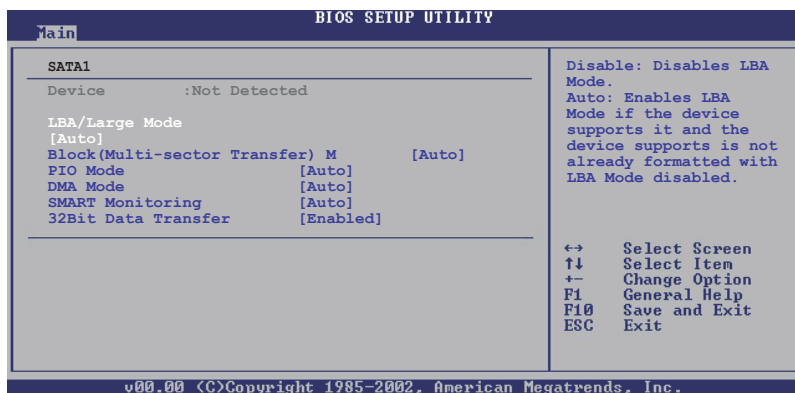 BIOS SETUP UTILITY
Main
SATA1
Device :Not Detected
LBA/Large Mode
[Auto]
Block(Multi-sector Transfer) M [Auto]
PIO Mode [Auto]
DMA Mode [Auto]
SMART Monitoring [Auto]
32Bit Data Transfer [Enabled]
Disable: Disables LBA
Mode.
Auto: Enables LBA
Mode if the device
supports it and the
device supports is not
already formatted with
LBA Mode disabled.
←→ Select Screen
↑↓ Select Item
+- Change Option
F1 General Help
F10 Save and Exit
ESC Exit
v00.00 (C)Copyright 1985-2002, American Megatrends, Inc.